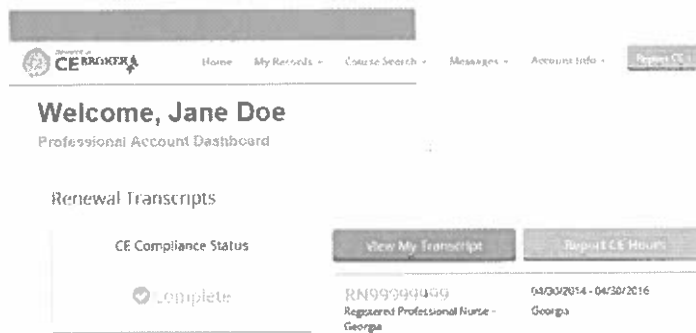 CE BROKER
Home My Records Course Search Messages Account Info Report CE
Welcome, Jane Doe
Professional Account Dashboard
Renewal Transcripts
CE Compliance Status
View My Transcript
Report CE Hours
Complete
RN99999999
04/30/2014 - 04/30/2016
Registered Professional Nurse -
Georgia
Georgia